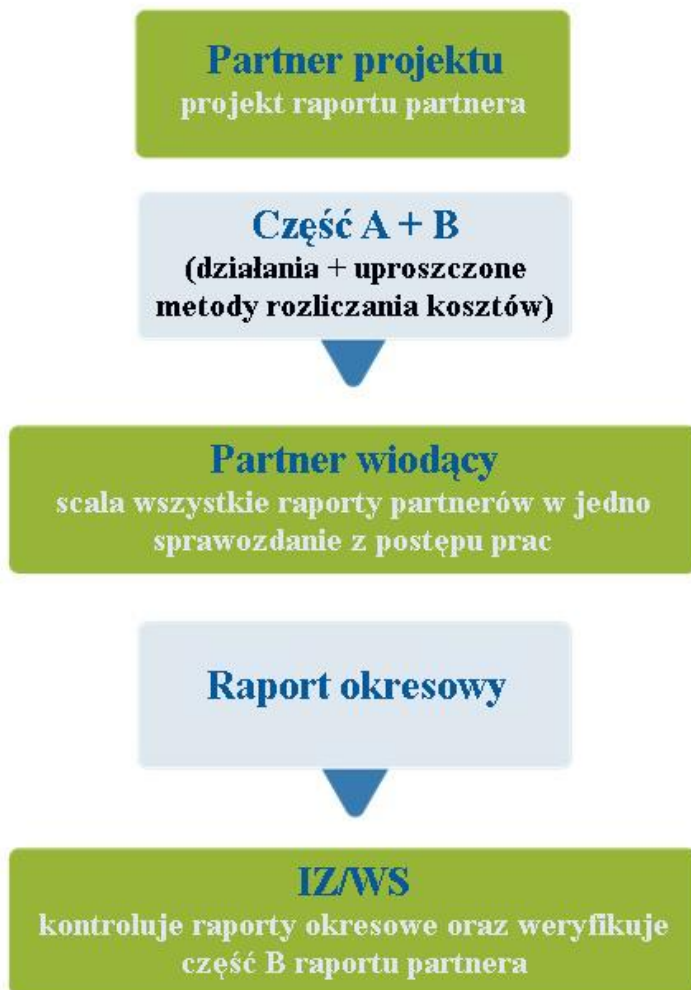 Partner projektu
projekt raportu partnera
Część A + B
(działania + uproszczone
metody rozliczania kosztów)
Partner wiodący
scala wszystkie raporty partnerów w jedno
sprawozdanie z postępu prac
Raport okresowy
IZ/WS
kontroluje raporty okresowe oraz weryfikuje
część B raportu partnera